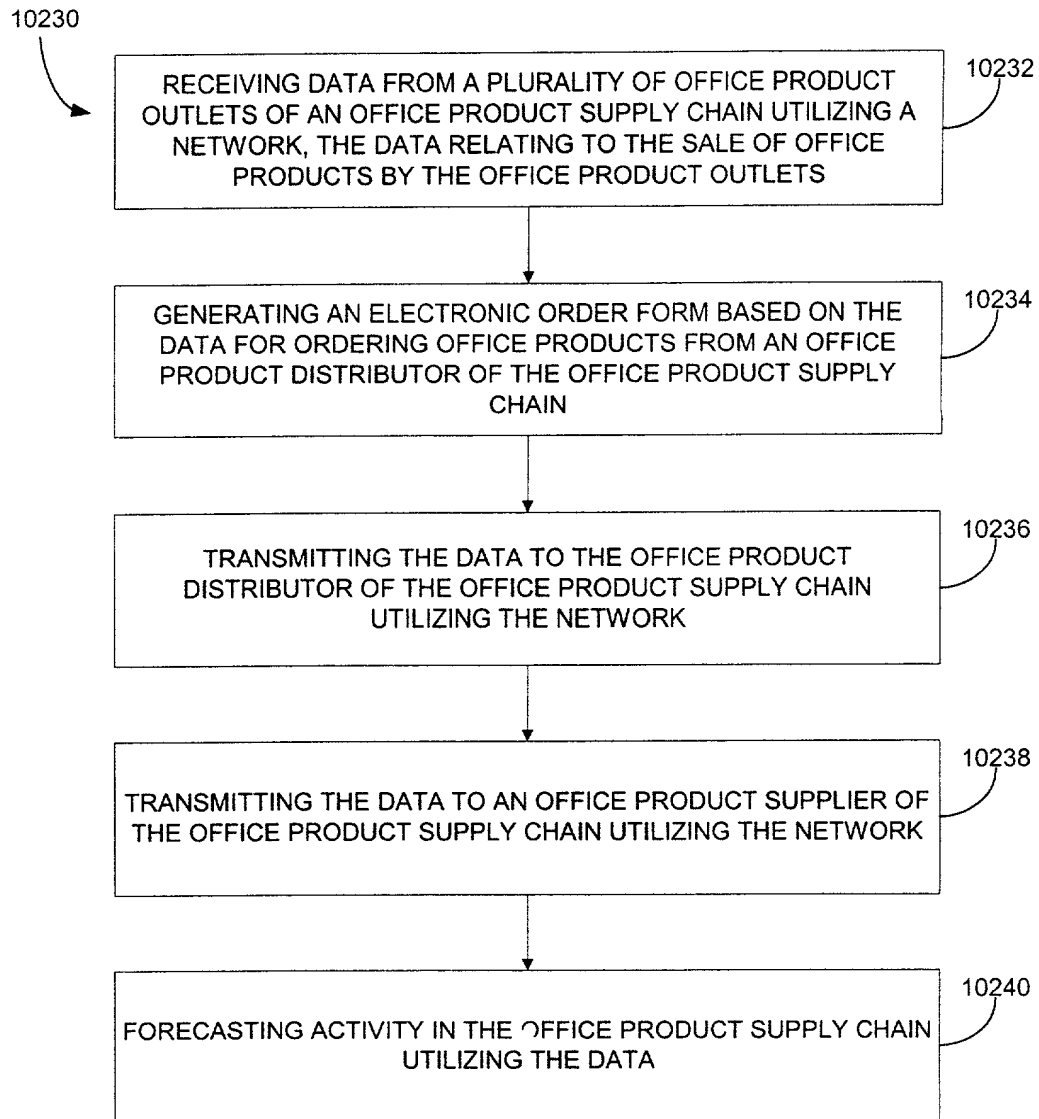 10230
RECEIVING DATA FROM A PLURALITY OF OFFICE PRODUCT
OUTLETS OF AN OFFICE PRODUCT SUPPLY CHAIN UTILIZING A
NETWORK, THE DATA RELATING TO THE SALE OF OFFICE
PRODUCTS BY THE OFFICE PRODUCT OUTLETS
10232
GENERATING AN ELECTRONIC ORDER FORM BASED ON THE
DATA FOR ORDERING OFFICE PRODUCTS FROM AN OFFICE
PRODUCT DISTRIBUTOR OF THE OFFICE PRODUCT SUPPLY
CHAIN
10234
TRANSMITTING THE DATA TO THE OFFICE PRODUCT
DISTRIBUTOR OF THE OFFICE PRODUCT SUPPLY CHAIN
UTILIZING THE NETWORK
10236
TRANSMITTING THE DATA TO AN OFFICE PRODUCT SUPPLIER OF
THE OFFICE PRODUCT SUPPLY CHAIN UTILIZING THE NETWORK
10238
FORECASTING ACTIVITY IN THE OFFICE PRODUCT SUPPLY CHAIN
UTILIZING THE DATA
10240